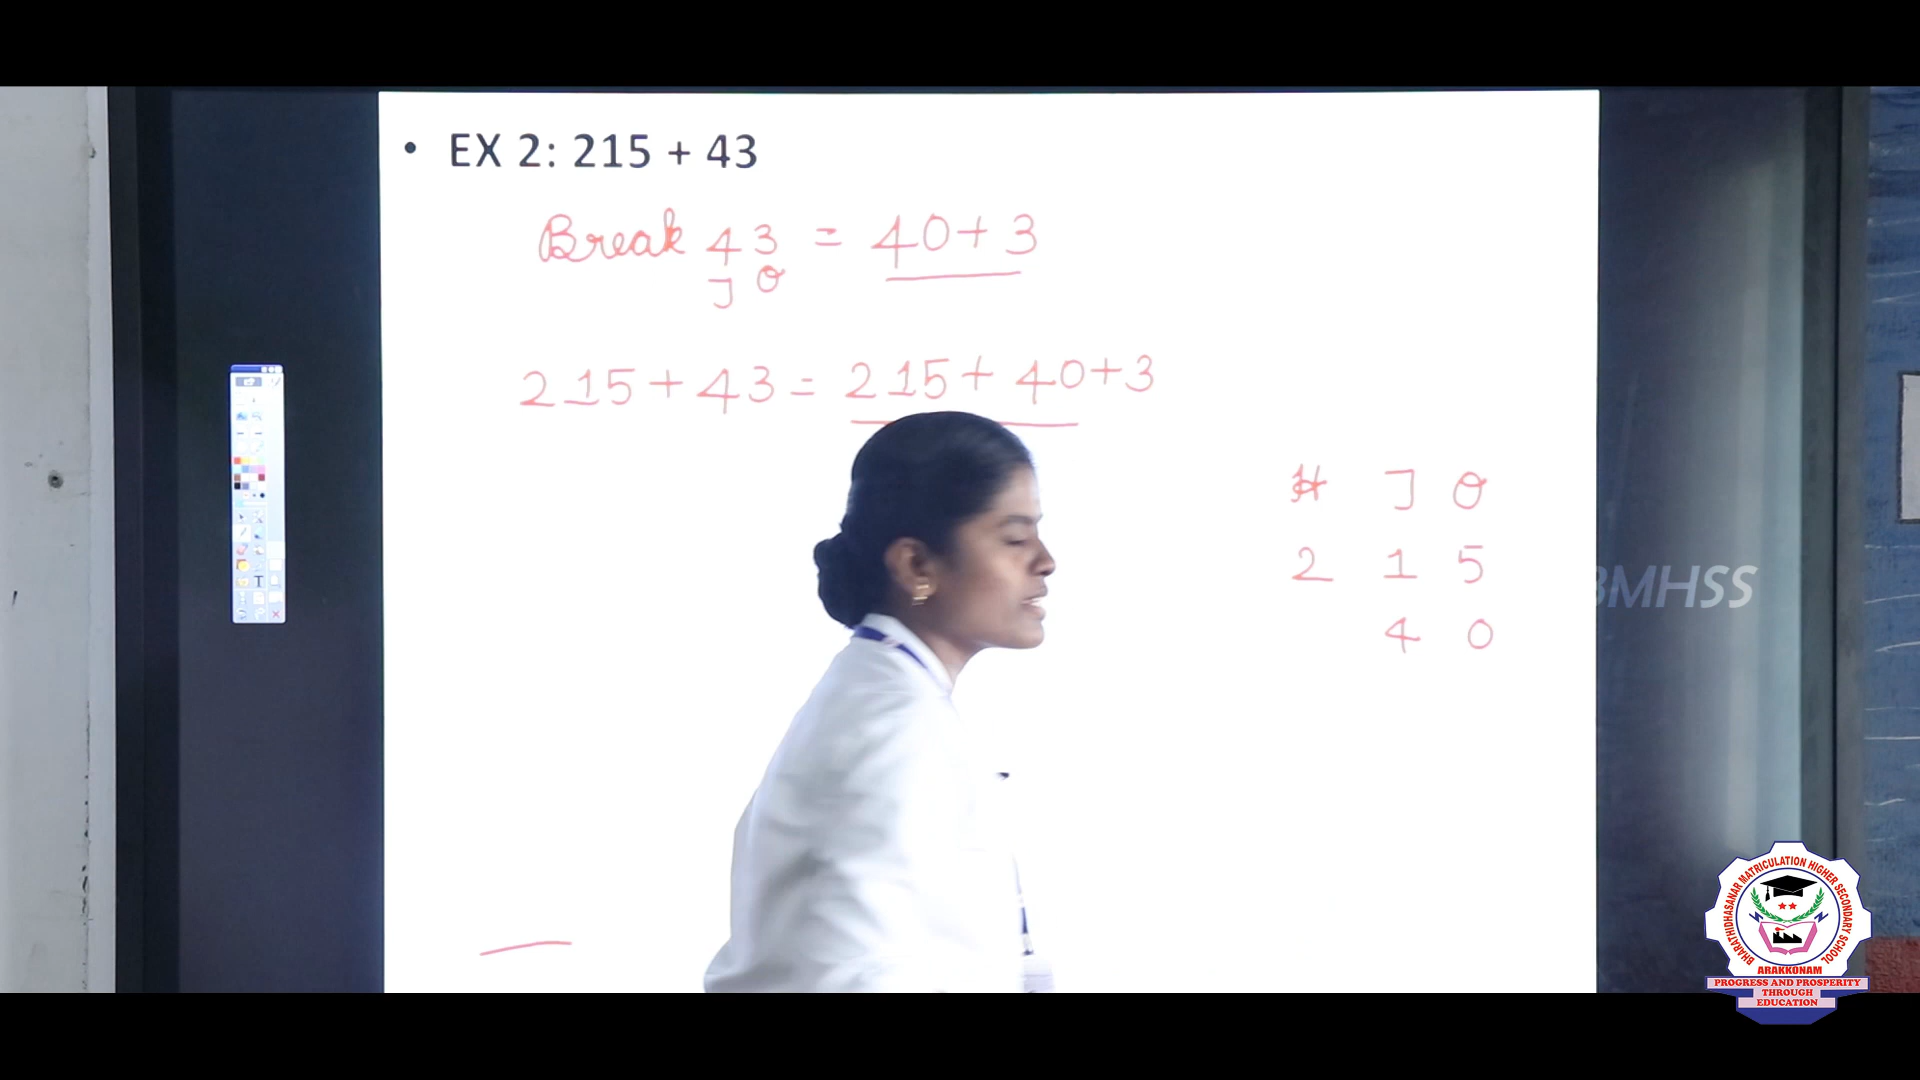 • EX 2: 215 + 43
Break 43 = 40+3
T O
215+43 = 215+ 40+3
H T O
2 1 5
4 0
BMHSS
BHARATHIDHASANAR MATRICULATION HIGHER SECONDARY SCHOOL
ARAKKONAM
PROGRESS AND PROSPERITY
THROUGH
EDUCATION